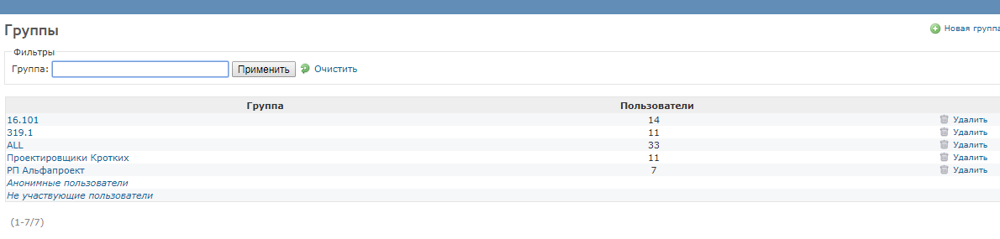 Группы
Новая группа
Фильтры
Группа: Применить Очистить
Группа Пользователи
16.101 14 Удалить
319.1 11 Удалить
ALL 33 Удалить
Проектировщики Кротких 11 Удалить
РП Альфапроект 7 Удалить
Анонимные пользователи
Не участвующие пользователи
(1-7/7)